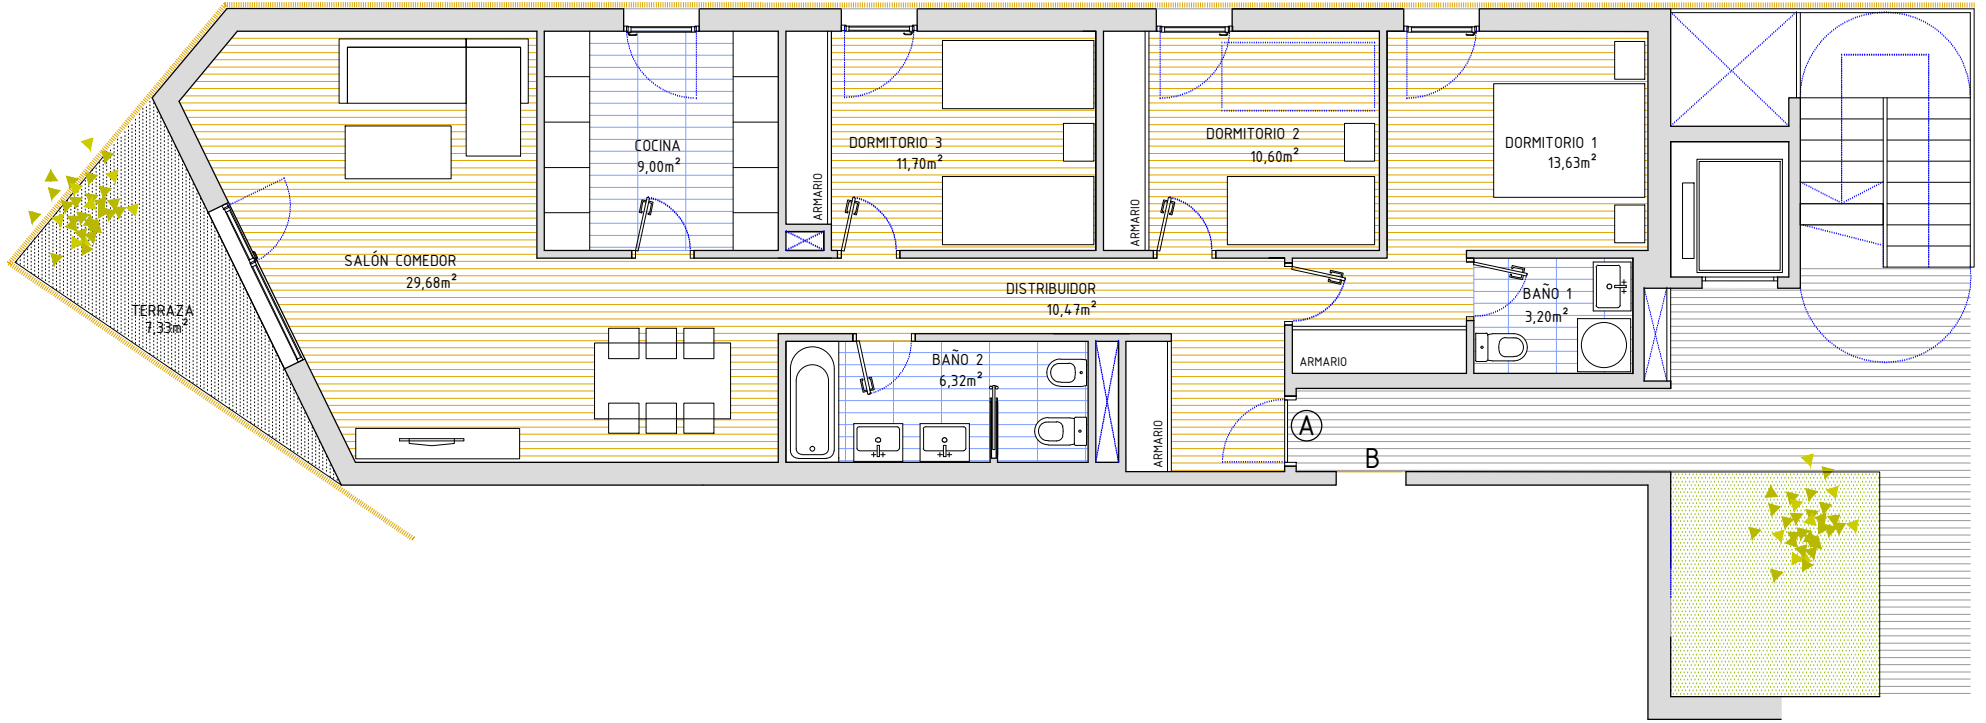 COCINA
9,00m²
DORMITORIO 3
11,70m²
DORMITORIO 2
10,60m²
DORMITORIO 1
13,63m²
ARMARIO
ARMARIO
SALÓN COMEDOR
29,68m²
DISTRIBUIDOR
10,47m²
BAÑO 1
3,20m²
TERRAZA
7.33m²
BAÑO 2
6,32m²
ARMARIO
ARMARIO
A
B